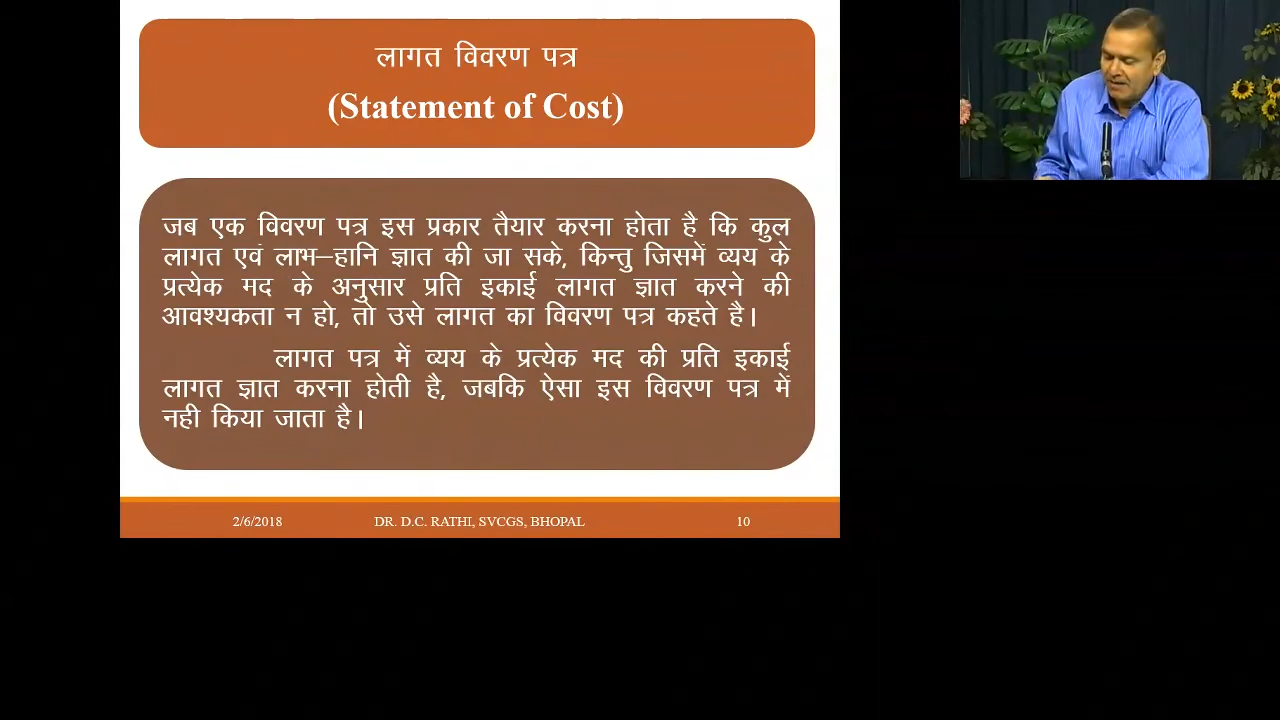 लागत विवरण पत्र
(Statement of Cost)
जब एक विवरण पत्र इस प्रकार तैयार करना होता है कि कुल
लागत एवं लाभ–हानि ज्ञात की जा सके, किन्तु जिसमें व्यय के
प्रत्येक मद के अनुसार प्रति इकाई लागत ज्ञात करने की
आवश्यकता न हो, तो उसे लागत का विवरण पत्र कहते है।
लागत पत्र में व्यय के प्रत्येक मद की प्रति इकाई
लागत ज्ञात करना होती है, जबकि ऐसा इस विवरण पत्र में
नही किया जाता है।
2/6/2018 DR. D.C. RATHI, SVCGS, BHOPAL 10